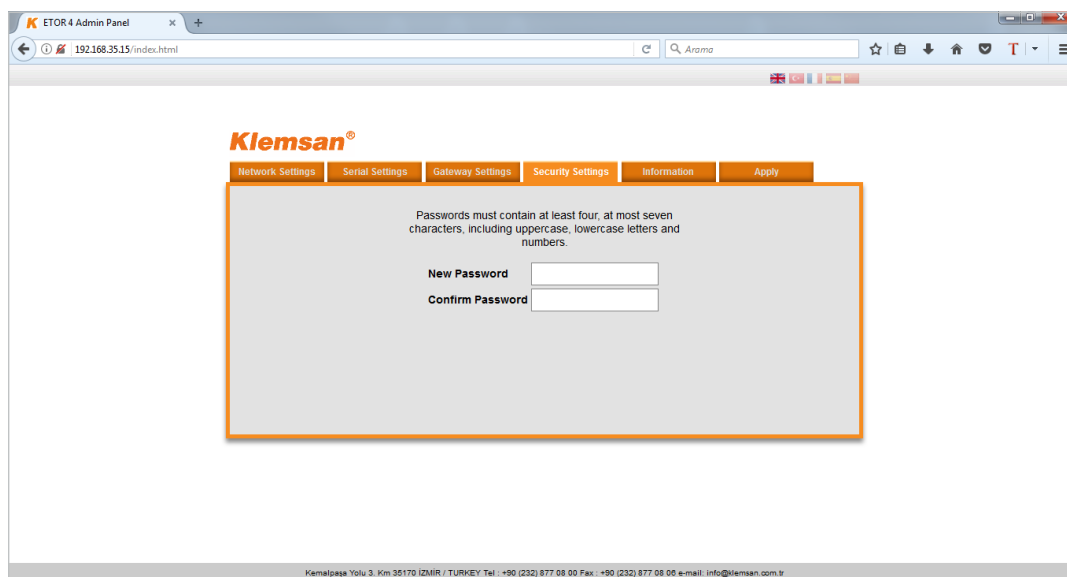 ETOR 4 Admin Panel
192.168.35.15/index.html
Arama
Klemsan®
Network Settings
Serial Settings
Gateway Settings
Security Settings
Information
Apply
Passwords must contain at least four, at most seven
characters, including uppercase, lowercase letters and
numbers.
New Password
Confirm Password
Kemalpaşa Yolu 3. Km 35170 İZMİR / TURKEY Tel : +90 (232) 877 08 00 Fax : +90 (232) 877 08 06 e-mail: info@klemsan.com.tr